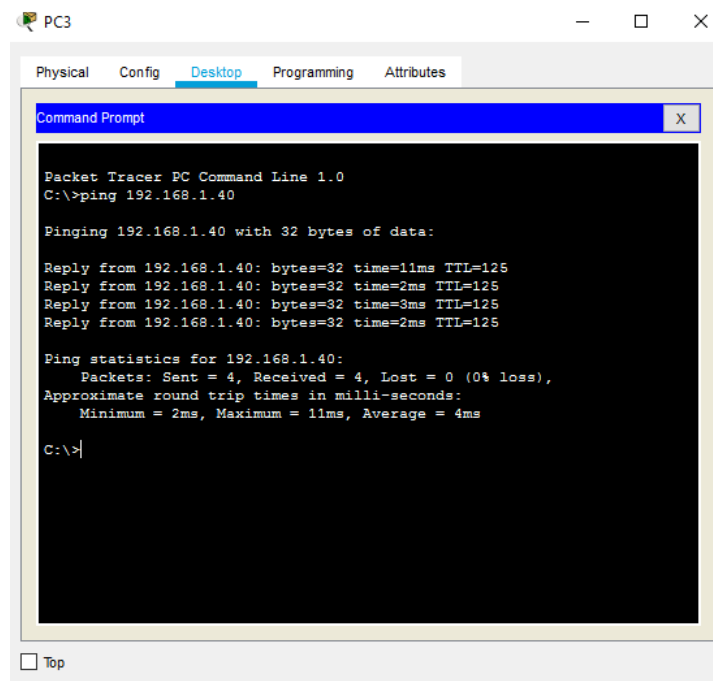 PC3
Physical Config Desktop Programming Attributes
Command Prompt
X
Packet Tracer PC Command Line 1.0
C:\>ping 192.168.1.40
Pinging 192.168.1.40 with 32 bytes of data:
Reply from 192.168.1.40: bytes=32 time=11ms TTL=125
Reply from 192.168.1.40: bytes=32 time=2ms TTL=125
Reply from 192.168.1.40: bytes=32 time=3ms TTL=125
Reply from 192.168.1.40: bytes=32 time=2ms TTL=125
Ping statistics for 192.168.1.40:
Packets: Sent = 4, Received = 4, Lost = 0 (0% loss),
Approximate round trip times in milli-seconds:
Minimum = 2ms, Maximum = 11ms, Average = 4ms
C:\>
Top